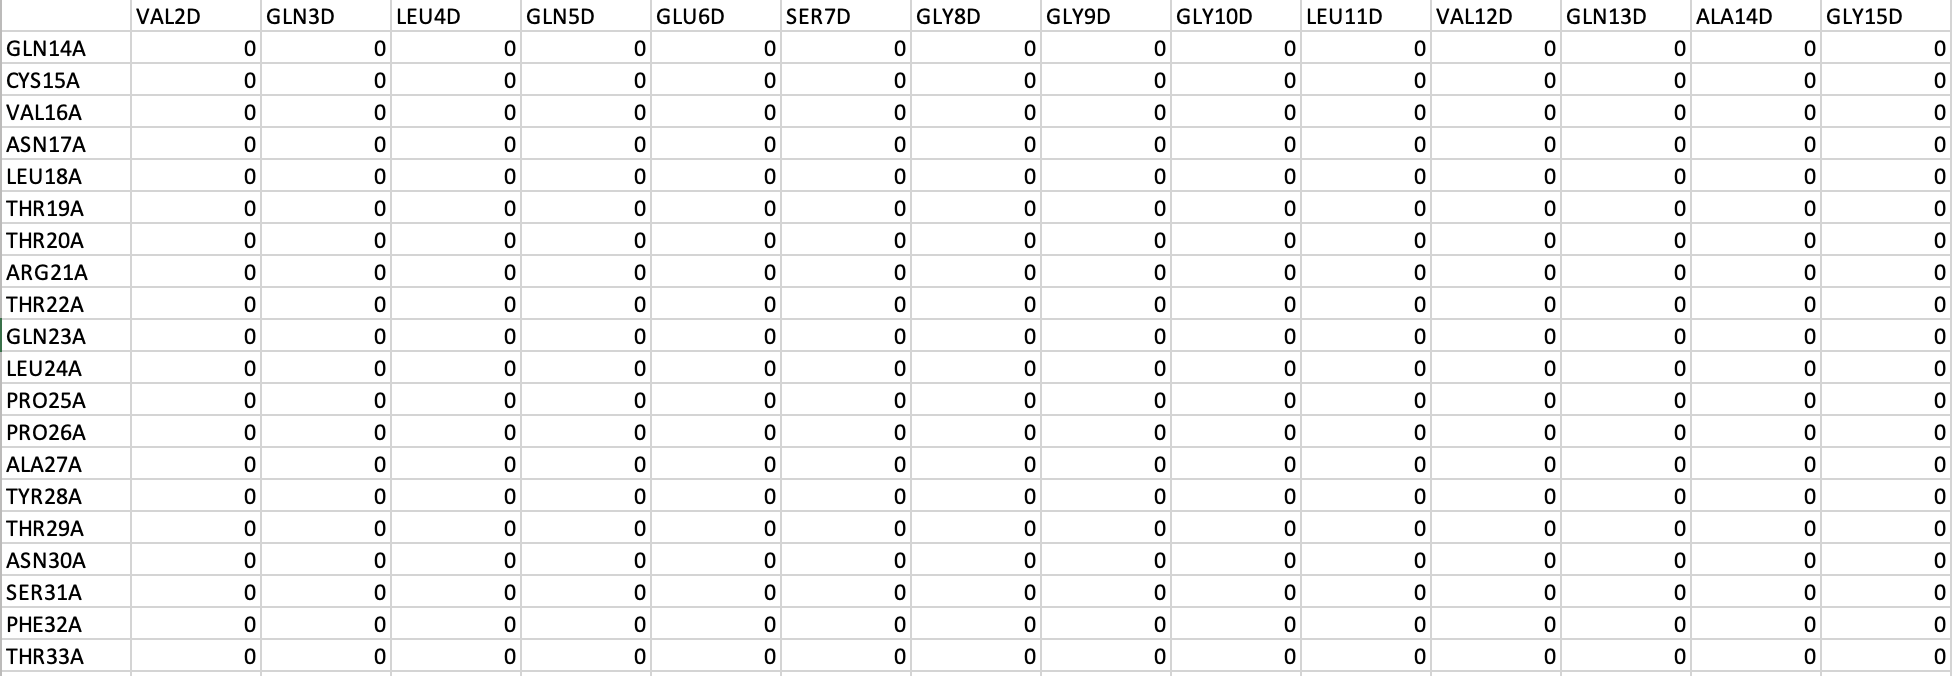 VAL2D GLN3D LEU4D GLN5D GLU6D SER7D GLY8D GLY9D GLY10D LEU11D VAL12D GLN13D ALA14D GLY15D
GLN14A 0 0 0 0 0 0 0 0 0 0 0 0 0 0
CYS15A 0 0 0 0 0 0 0 0 0 0 0 0 0 0
VAL16A 0 0 0 0 0 0 0 0 0 0 0 0 0 0
ASN17A 0 0 0 0 0 0 0 0 0 0 0 0 0 0
LEU18A 0 0 0 0 0 0 0 0 0 0 0 0 0 0
THR19A 0 0 0 0 0 0 0 0 0 0 0 0 0 0
THR20A 0 0 0 0 0 0 0 0 0 0 0 0 0 0
ARG21A 0 0 0 0 0 0 0 0 0 0 0 0 0 0
THR22A 0 0 0 0 0 0 0 0 0 0 0 0 0 0
GLN23A 0 0 0 0 0 0 0 0 0 0 0 0 0 0
LEU24A 0 0 0 0 0 0 0 0 0 0 0 0 0 0
PRO25A 0 0 0 0 0 0 0 0 0 0 0 0 0 0
PRO26A 0 0 0 0 0 0 0 0 0 0 0 0 0 0
ALA27A 0 0 0 0 0 0 0 0 0 0 0 0 0 0
TYR28A 0 0 0 0 0 0 0 0 0 0 0 0 0 0
THR29A 0 0 0 0 0 0 0 0 0 0 0 0 0 0
ASN30A 0 0 0 0 0 0 0 0 0 0 0 0 0 0
SER31A 0 0 0 0 0 0 0 0 0 0 0 0 0 0
PHE32A 0 0 0 0 0 0 0 0 0 0 0 0 0 0
THR33A 0 0 0 0 0 0 0 0 0 0 0 0 0 0